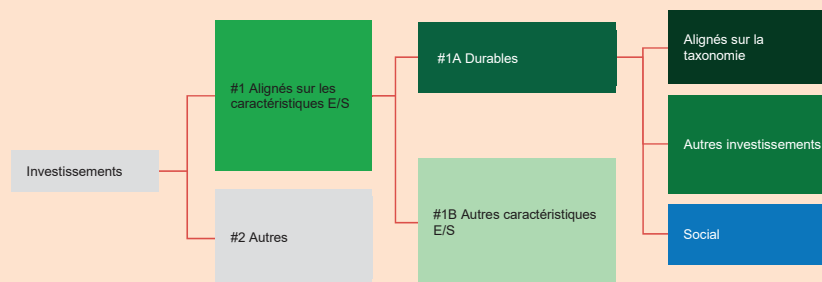 Investissements
#1 Alignés sur les
caractéristiques E/S
#2 Autres
#1A Durables
#1B Autres caractéristiques
E/S
Alignés sur la
taxonomie
Autres investissements
Social